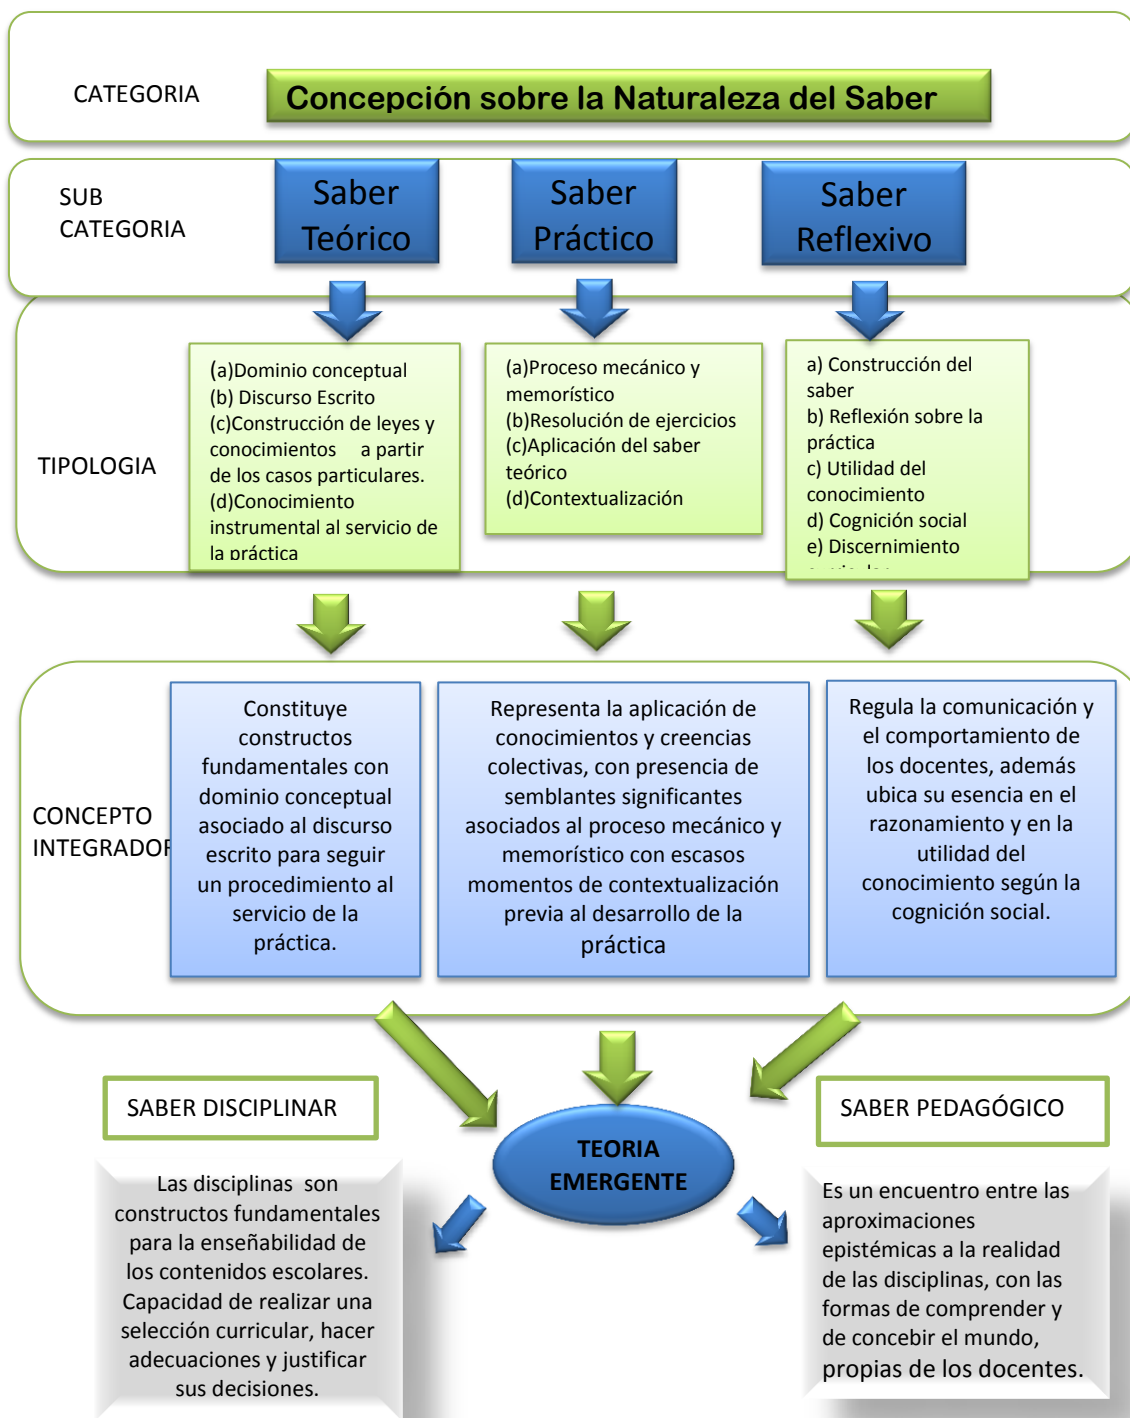 CATEGORIA
Concepción sobre la Naturaleza del Saber
SUB
CATEGORIA
Saber
Teórico
Saber
Práctico
Saber
Reflexivo
TIPOLOGIA
(a)Dominio conceptual
(b) Discurso Escrito
(c)Construcción de leyes y
conocimientos a partir
de los casos particulares.
(d)Conocimiento
instrumental al servicio de
la práctica
(a)Proceso mecánico y
memorístico
(b)Resolución de ejercicios
(c)Aplicación del saber
teórico
(d)Contextualización
a) Construcción del
saber
b) Reflexión sobre la
práctica
c) Utilidad del
conocimiento
d) Cognición social
e) Discernimiento
CONCEPTO
INTEGRADOR
Constituye
constructos
fundamentales con
dominio conceptual
asociado al discurso
escrito para seguir
un procedimiento al
servicio de la
práctica.
Representa la aplicación de
conocimientos y creencias
colectivas, con presencia de
semblantes significantes
asociados al proceso mecánico y
memorístico con escasos
momentos de contextualización
previa al desarrollo de la
práctica
Regula la comunicación y
el comportamiento de
los docentes, además
ubica su esencia en el
razonamiento y en la
utilidad del
conocimiento según la
cognición social.
SABER DISCIPLINAR
TEORIA
EMERGENTE
SABER PEDAGÓGICO
Las disciplinas son
constructos fundamentales
para la enseñabilidad de
los contenidos escolares.
Capacidad de realizar una
selección curricular, hacer
adecuaciones y justificar
sus decisiones.
Es un encuentro entre las
aproximaciones
epistémicas a la realidad
de las disciplinas, con las
formas de comprender y
de concebir el mundo,
propias de los docentes.